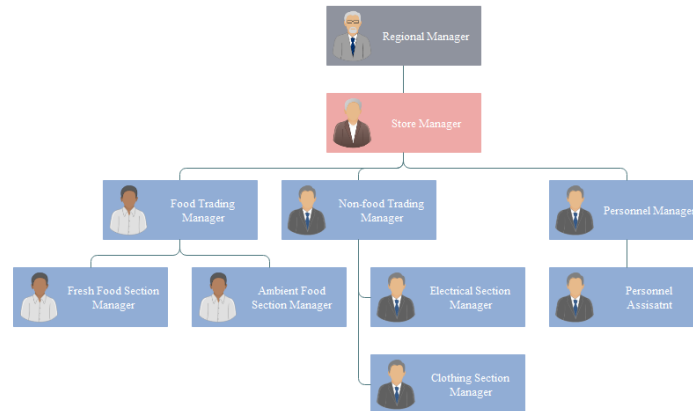 Regional Manager
Store Manager
Food Trading
Manager
Non-food Trading
Manager
Personnel Manager
Fresh Food Section
Manager
Ambient Food
Section Manager
Electrical Section
Manager
Personnel
Assisatnt
Clothing Section
Manager